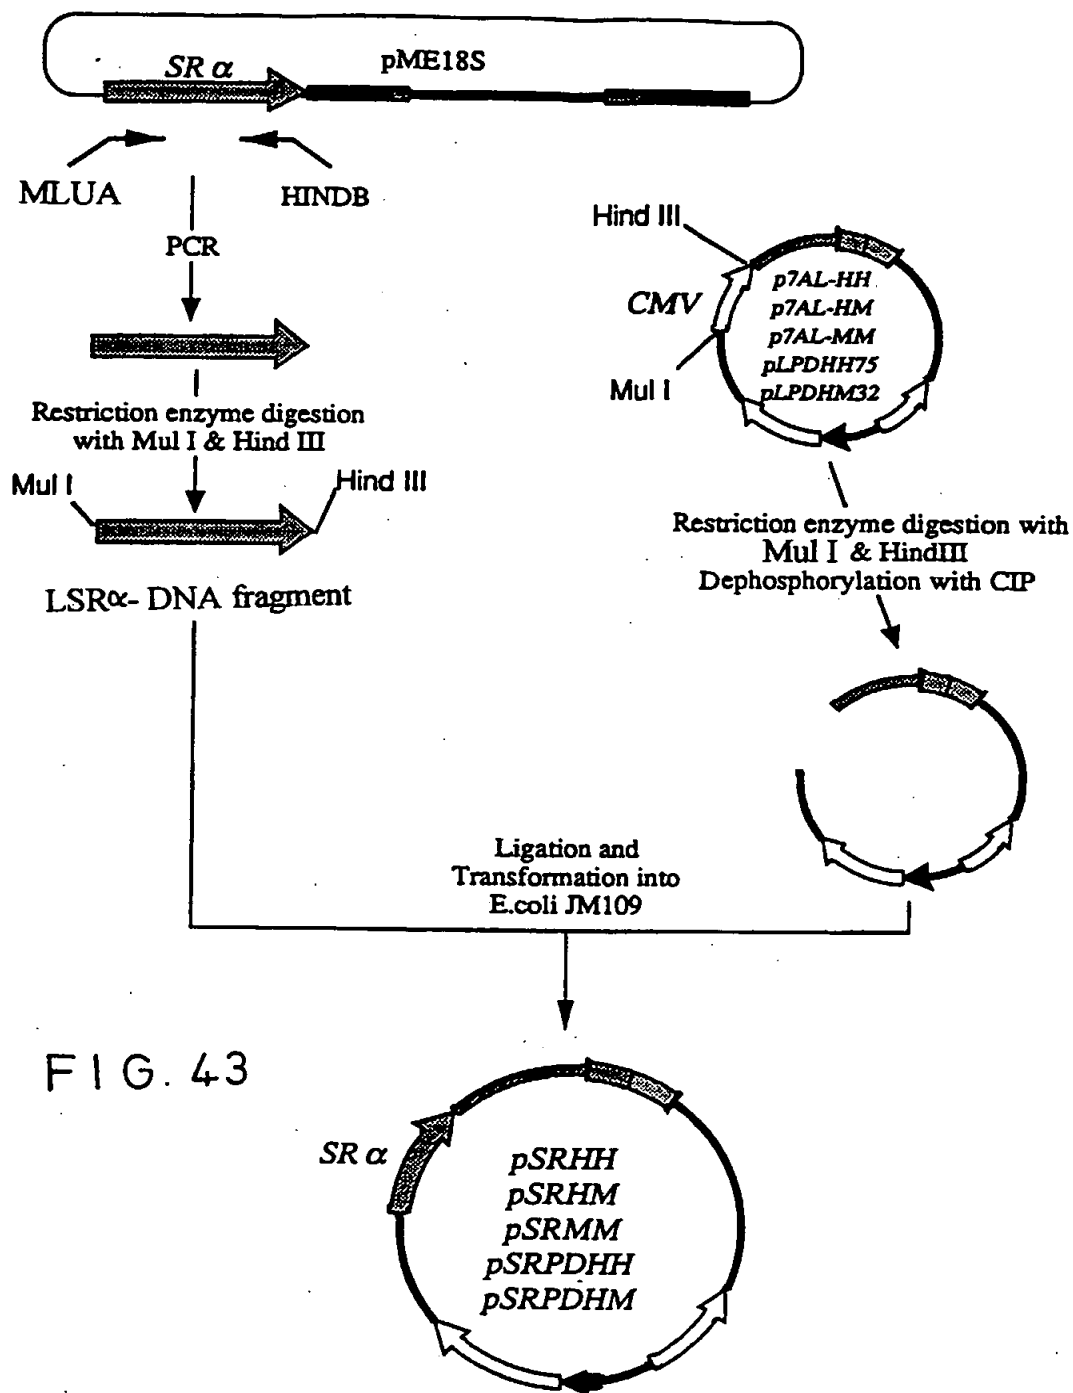 SR α
pME18S
MLUA
HINDB
PCR
Restriction enzyme digestion
with Mul I & Hind III
Mul I
Hind III
LSRα- DNA fragment
Hind III
CMV
Mul I
p7AL-HH
p7AL-HM
p7AL-MM
pLPDHH75
pLPDHM32
Restriction enzyme digestion with
Mul I & HindIII
Dephosphorylation with CIP
Ligation and
Transformation into
E.coli JM109
FIG. 43
SR α
pSRHH
pSRHM
pSRMM
pSRPDHH
pSRPDHM